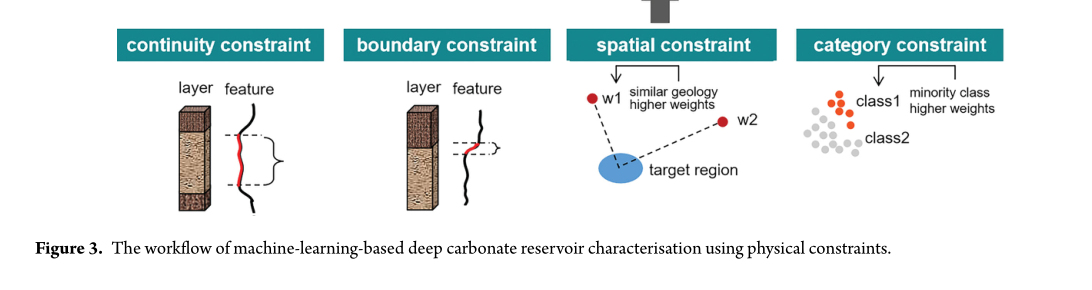 continuity constraint
boundary constraint
spatial constraint
category constraint
layer feature
layer feature
w1
similar geology
higher weights
w2
target region
class1
minority class
higher weights
class2
Figure 3. The workflow of machine-learning-based deep carbonate reservoir characterisation using physical constraints.